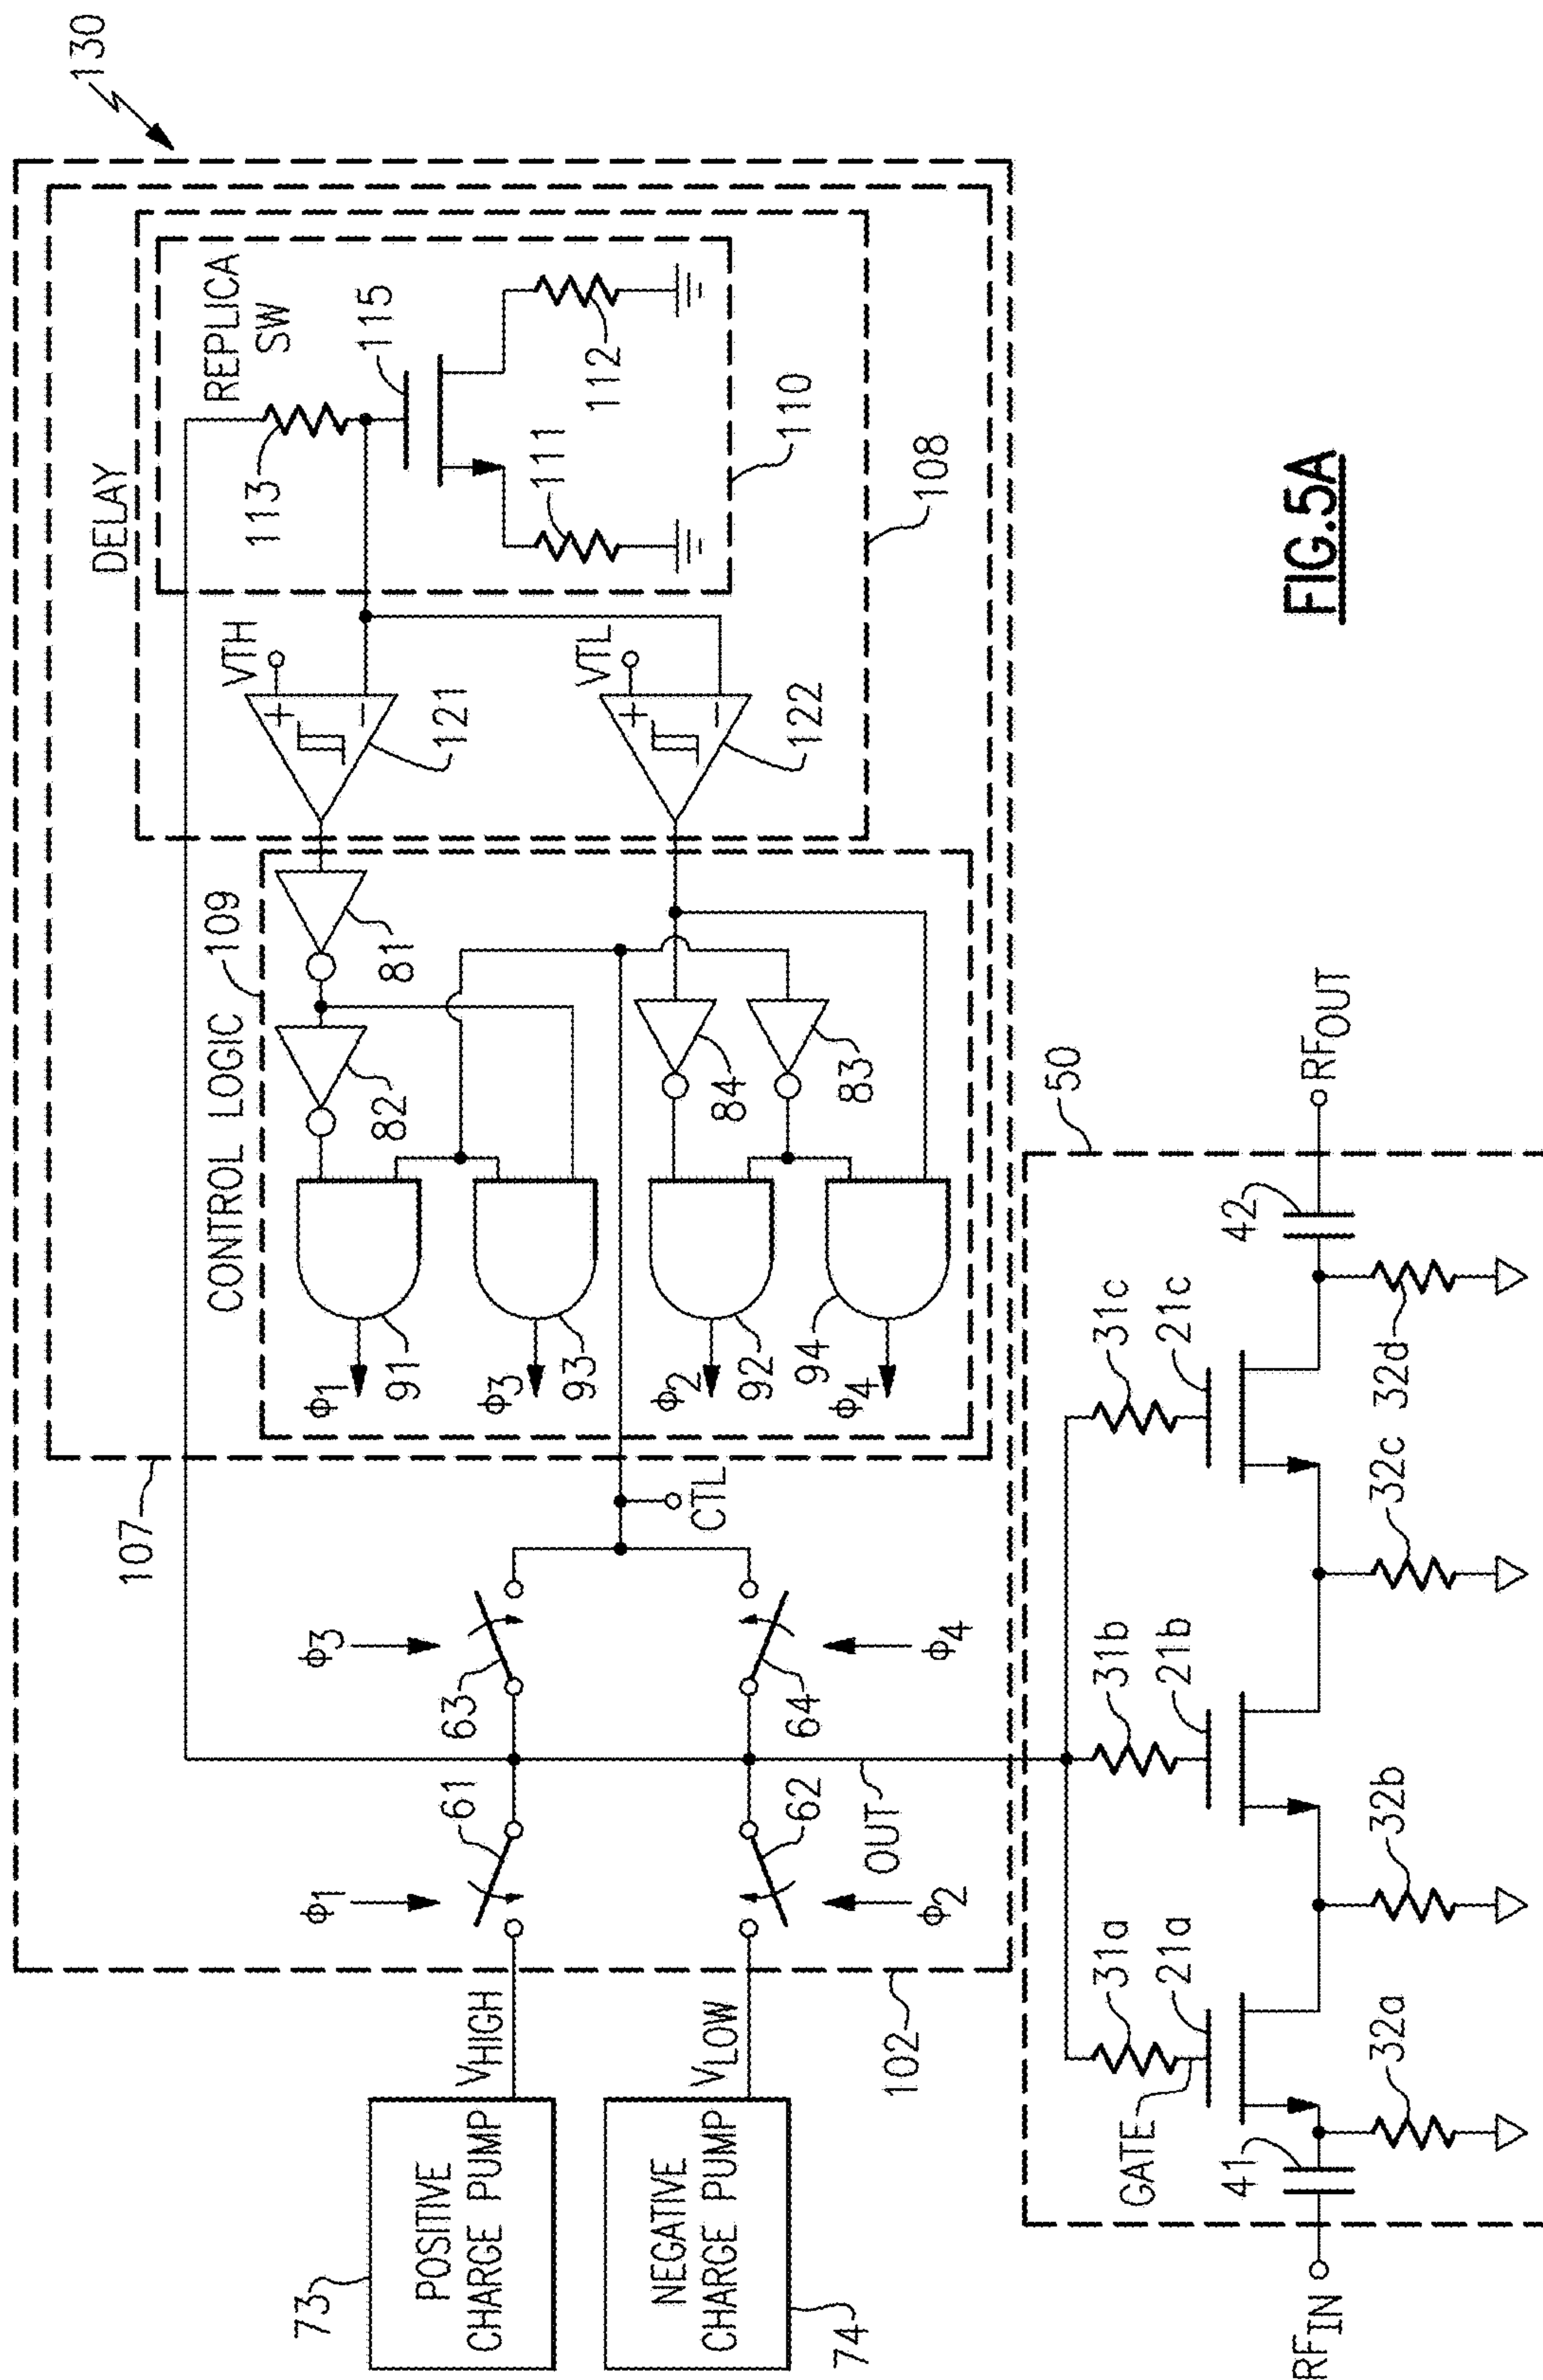 130
DELAY
REPLICA
SW
113
115
111
112
110
108
VTH
121
VTL
122
CONTROL LOGIC
109
81
82
84
83
91
93
92
94
ϕ1
ϕ3
ϕ2
ϕ4
107
CTL
ϕ3
63
64
ϕ4
ϕ1
61
62
ϕ2
OUT
102
VHIGH
VLOW
POSITIVE
CHARGE PUMP
73
NEGATIVE
CHARGE PUMP
74
50
RFIN
41
GATE
31a
21a
32a
31b
21b
32b
31c
21c
32c
32d
42
RFOUT
FIG.5A